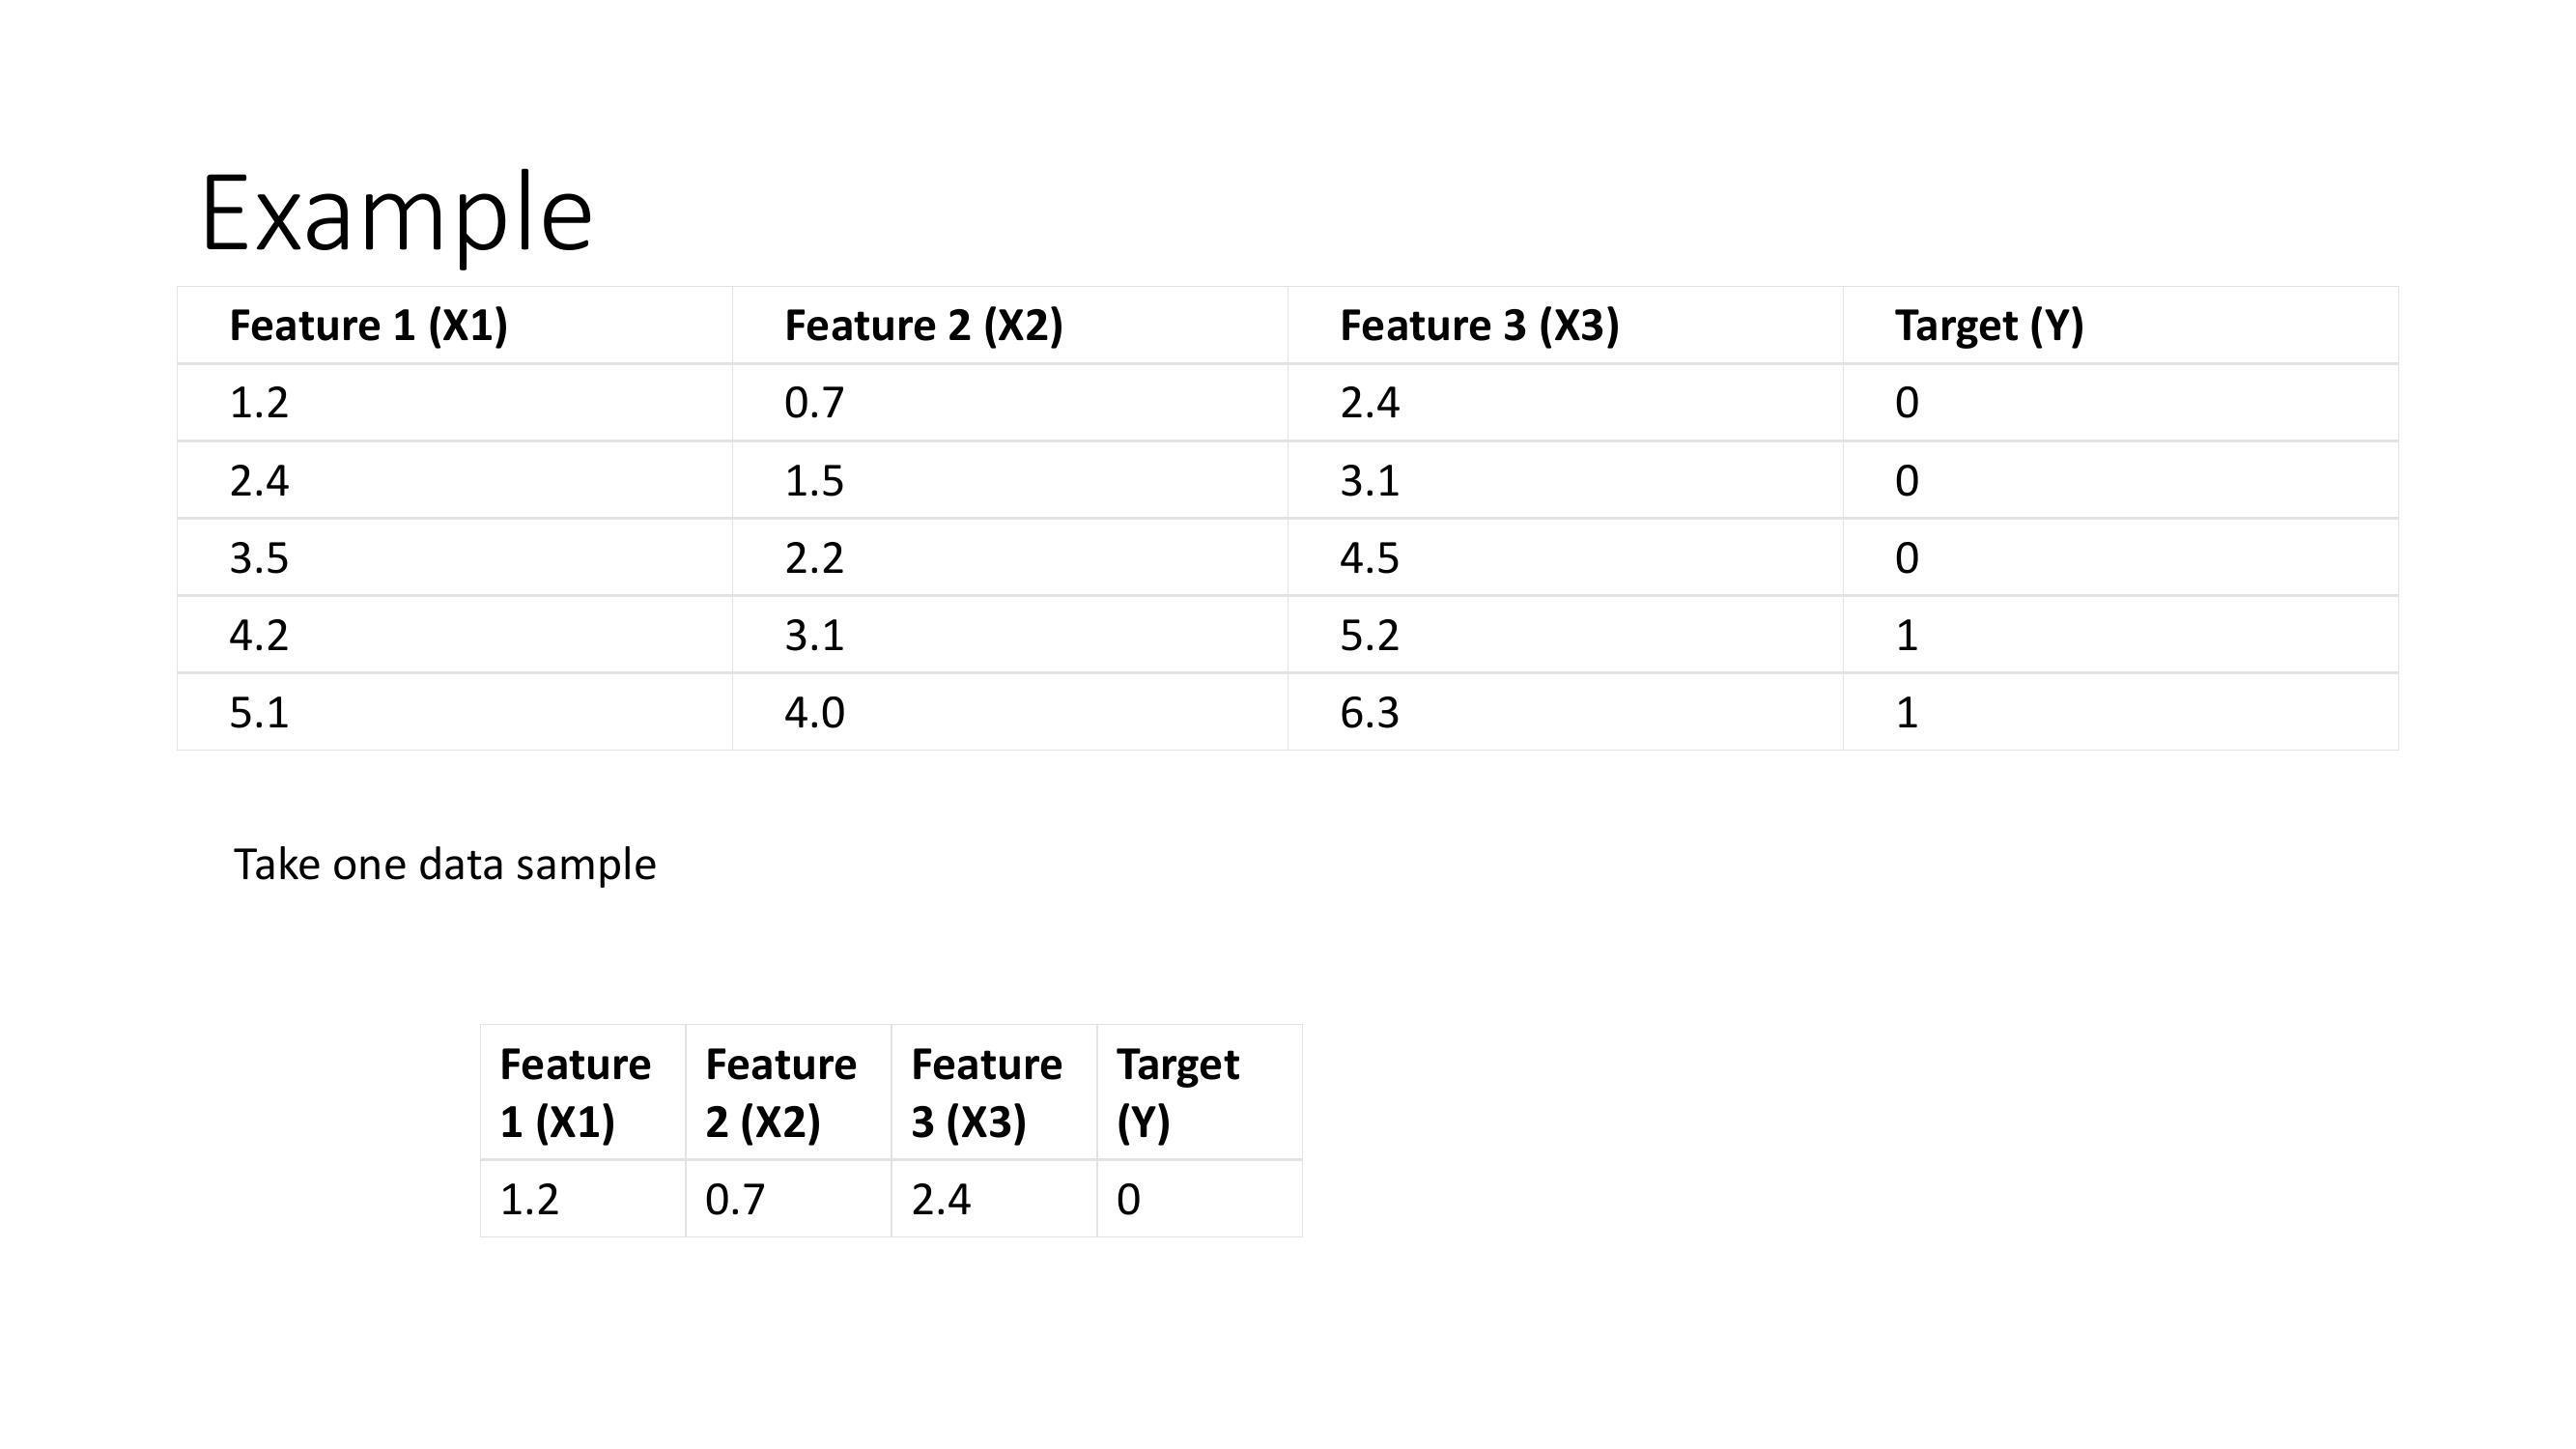 Example
Feature 1 (X1) Feature 2 (X2) Feature 3 (X3) Target (Y)
1.2 0.7 2.4 0
2.4 1.5 3.1 0
3.5 2.2 4.5 0
4.2 3.1 5.2 1
5.1 4.0 6.3 1
Take one data sample
Feature Feature Feature Target
1 (X1) 2 (X2) 3 (X3) (Y)
1.2 0.7 2.4 0